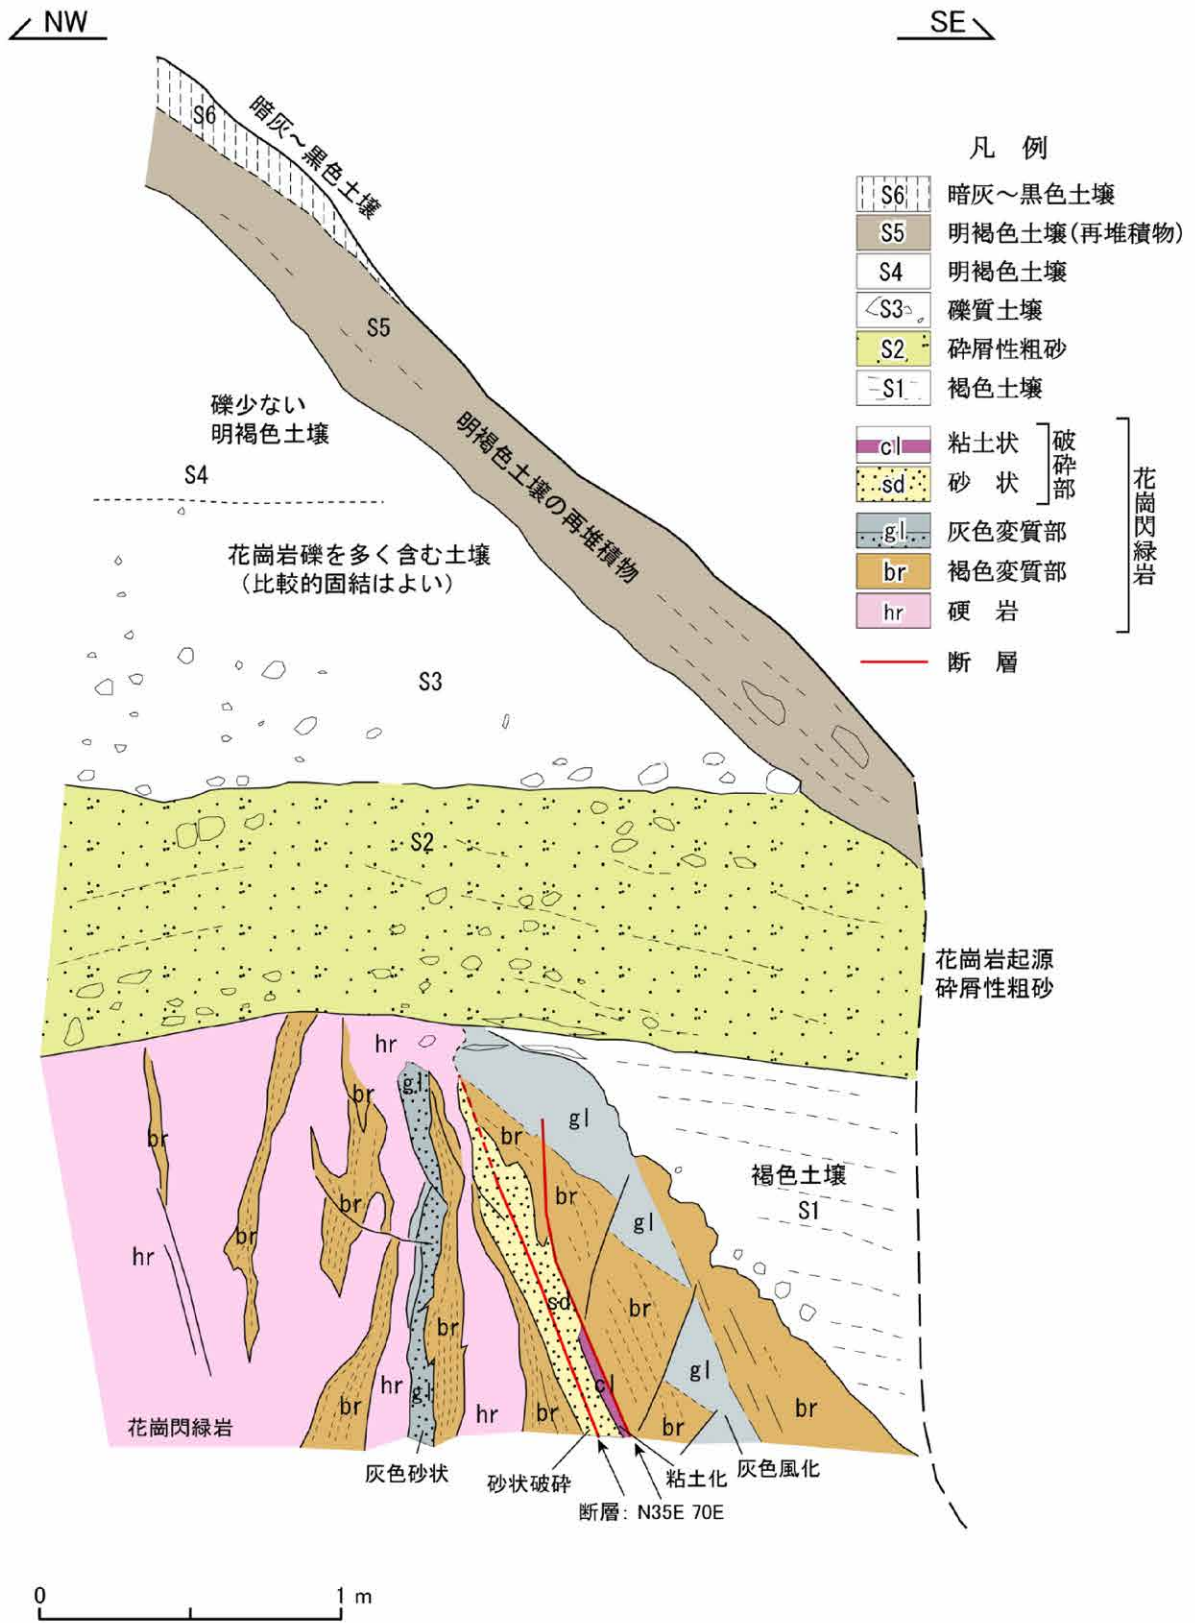 NW
SE
S6
暗灰～黒色土壌
S5
明褐色土壌の再堆積物
礫少ない
明褐色土壌
S4
花崗岩礫を多く含む土壌
（比較的固結はよい）
S3
S2
花崗岩起源
砕屑性粗砂
hr
br
gl
br
br
gl
br
br
br
gl
褐色土壌
S1
hr
br
sd
br
br
hr
gl
cl
gl
br
br
hr
br
br
花崗閃緑岩
灰色砂状
砂状破砕
粘土化
灰色風化
断層: N35E 70E
0
1 m
凡 例
S6 暗灰～黒色土壌
S5 明褐色土壌(再堆積物)
S4 明褐色土壌
S3 礫質土壌
S2 砕屑性粗砂
S1 褐色土壌
cl 粘土状
sd 砂 状
破砕部
gl 灰色変質部
br 褐色変質部
hr 硬 岩
花崗閃緑岩
断 層